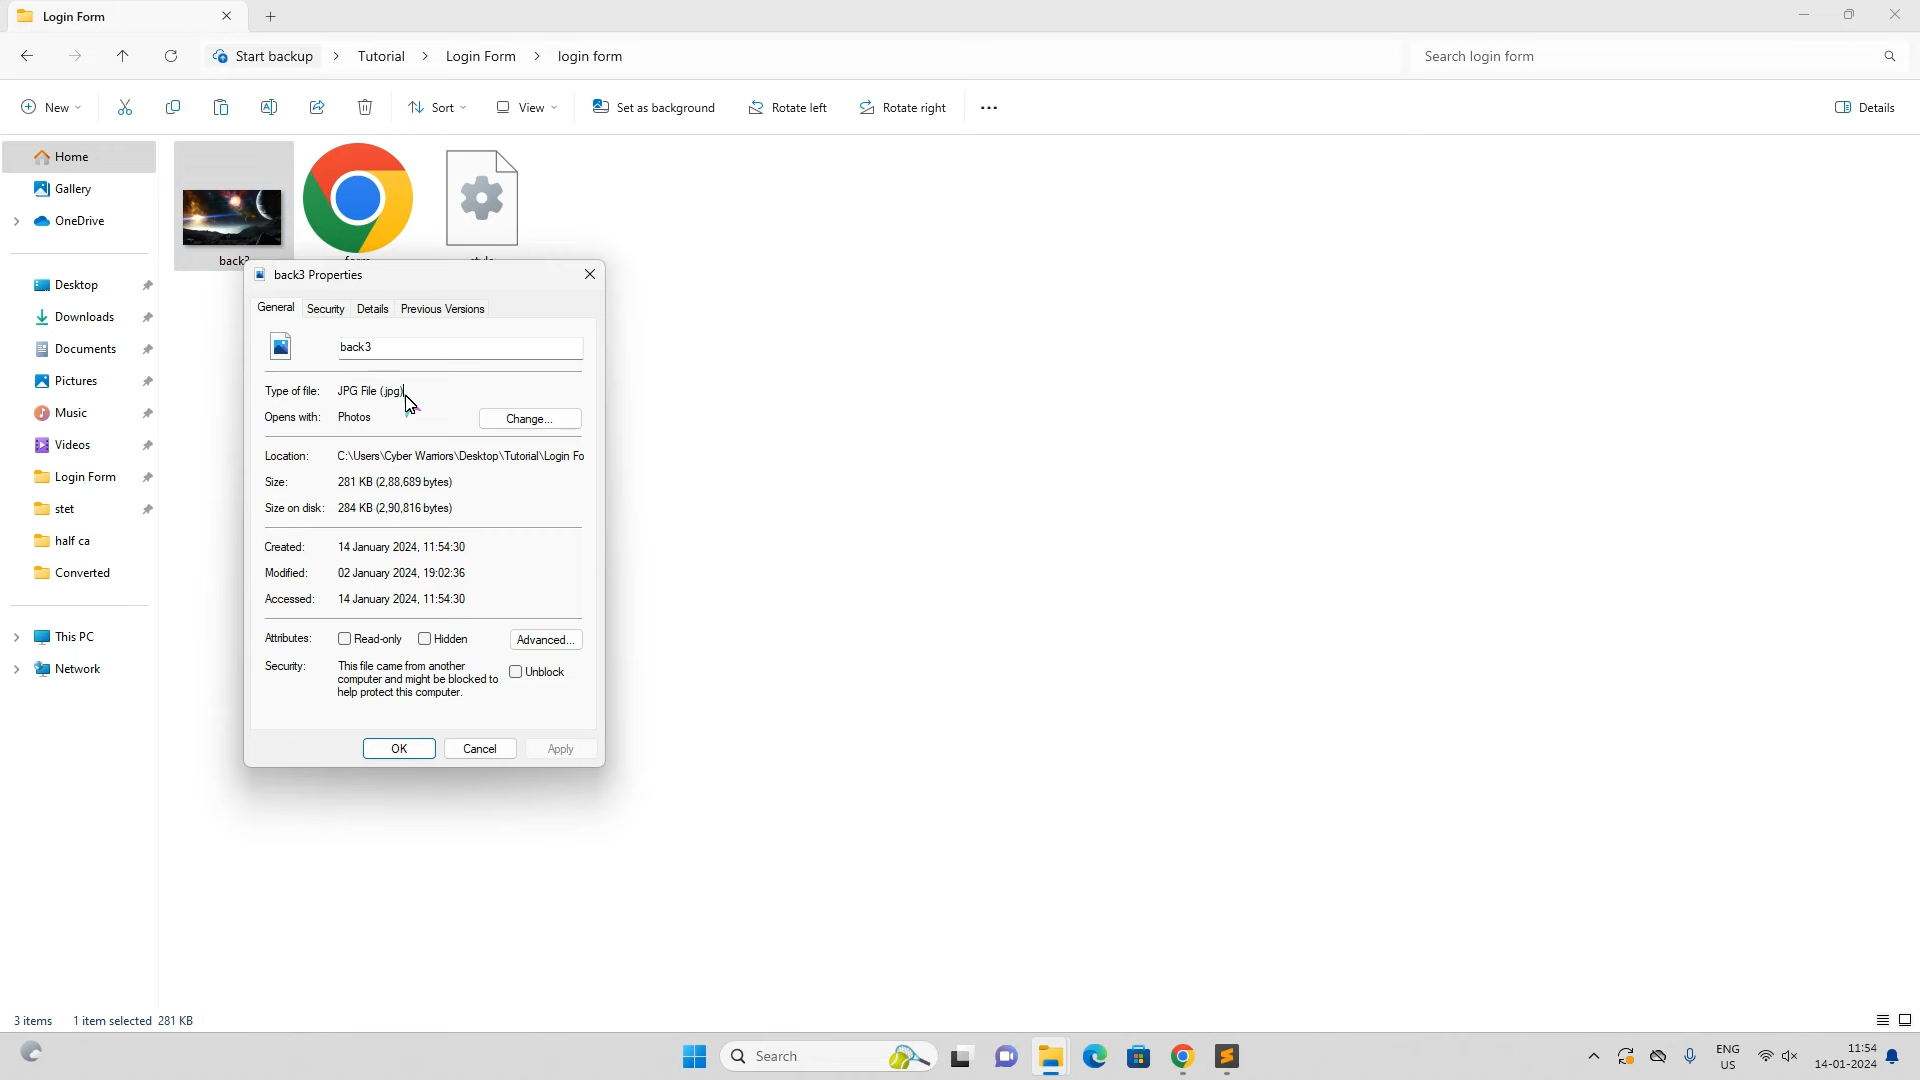 Login Form
Start backup > Tutorial > Login Form > login form
Search login form
New
Sort
View
Set as background
Rotate left
Rotate right
Details
Home
Gallery
OneDrive
Desktop
Downloads
Documents
Pictures
Music
Videos
Login Form
stet
half ca
Converted
This PC
Network
back3
back3 Properties
General Security Details Previous Versions
back3
Type of file: JPG File (.jpg)
Opens with: Photos
Change...
Location: C:\Users\Cyber Warriors\Desktop\Tutorial\Login Fo
Size: 281 KB (2,88,689 bytes)
Size on disk: 284 KB (2,90,816 bytes)
Created: 14 January 2024, 11:54:30
Modified: 02 January 2024, 19:02:36
Accessed: 14 January 2024, 11:54:30
Attributes: Read-only Hidden Advanced...
Security: This file came from another
computer and might be blocked to
help protect this computer.
Unblock
OK Cancel Apply
3 items 1 item selected 281 KB
Search
ENG
US
11:54
14-01-2024